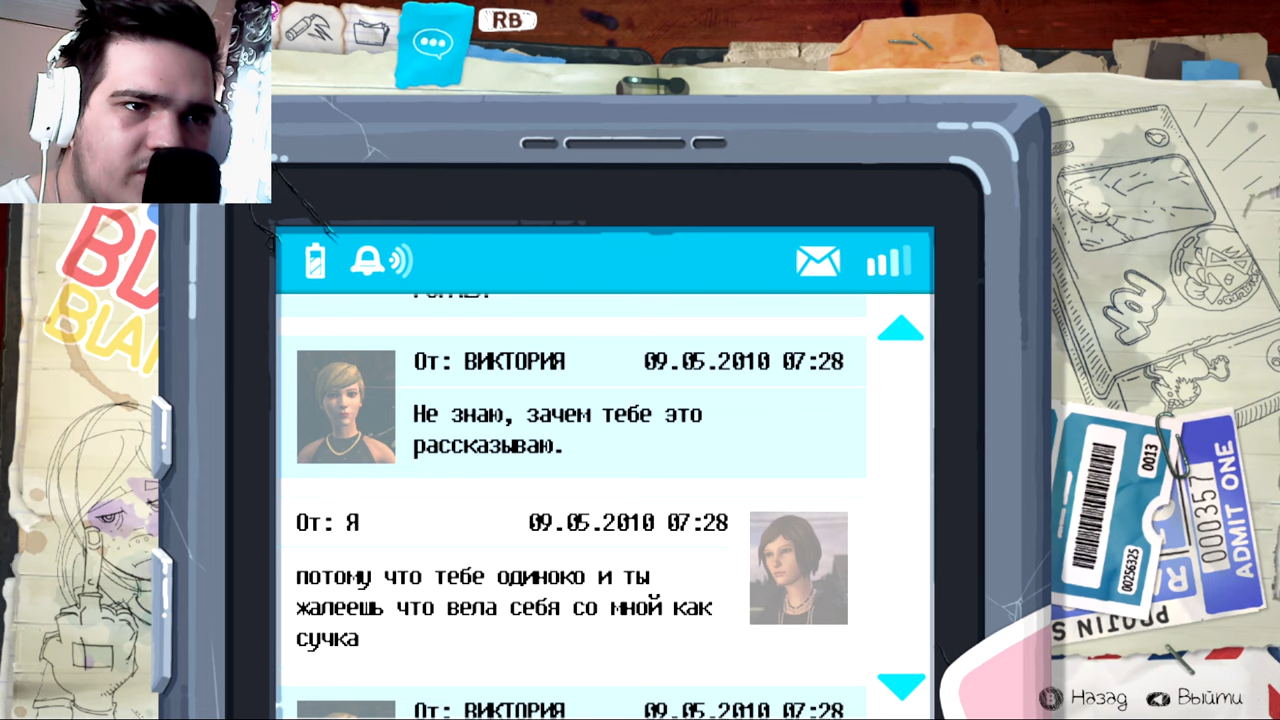 RB
От: ВИКТОРИЯ 09.05.2010 07:28
Не знаю, зачем тебе это
рассказываю.
От: Я 09.05.2010 07:28
потому что тебе одиноко и ты
жалеешь что вела себя со мной как
сучка
От: ВИКТОРИЯ 09.05.2010 07:28
0013
00256325
000357
ADMIT ONE
B Назад
Выйти